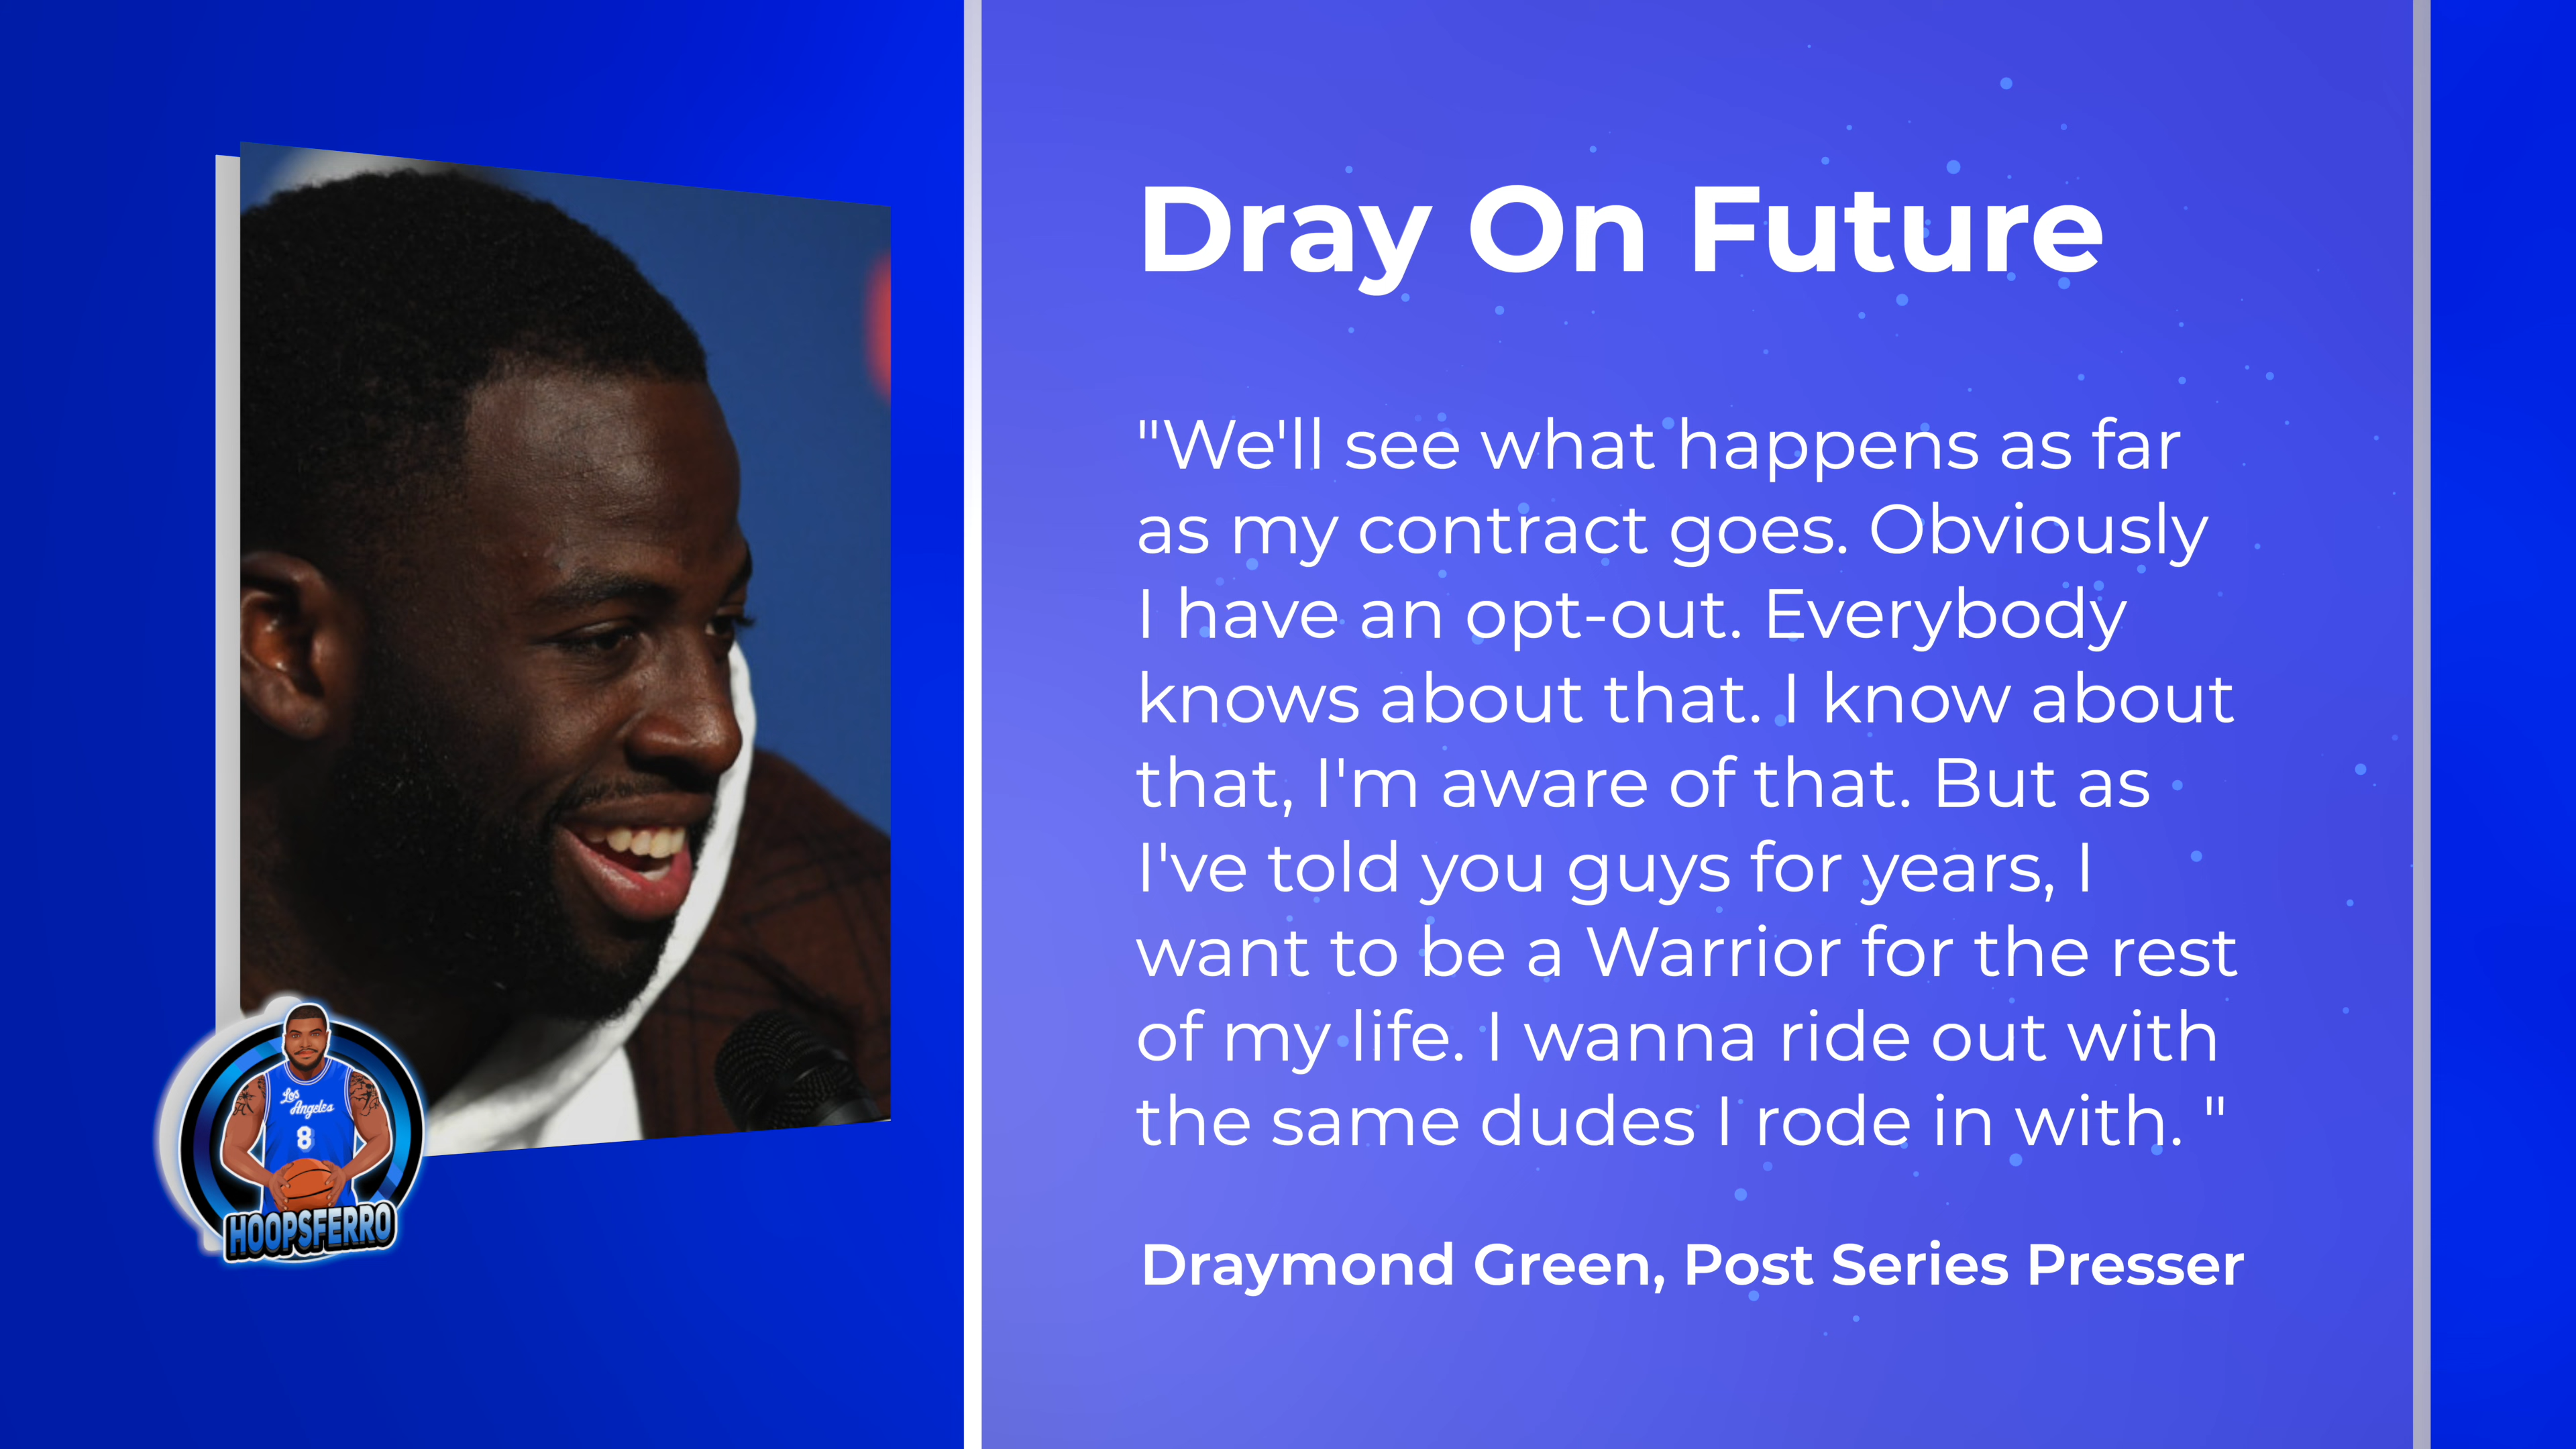 Dray On Future
"We'll see what happens as far
as my contract goes. Obviously
I have an opt-out. Everybody
knows about that. I know about
that, I'm aware of that. But as
I've told you guys for years, I
want to be a Warrior for the rest
of my life. I wanna ride out with
the same dudes I rode in with. "
Draymond Green, Post Series Presser
Los
Angeles
8
HOOPSFERRO